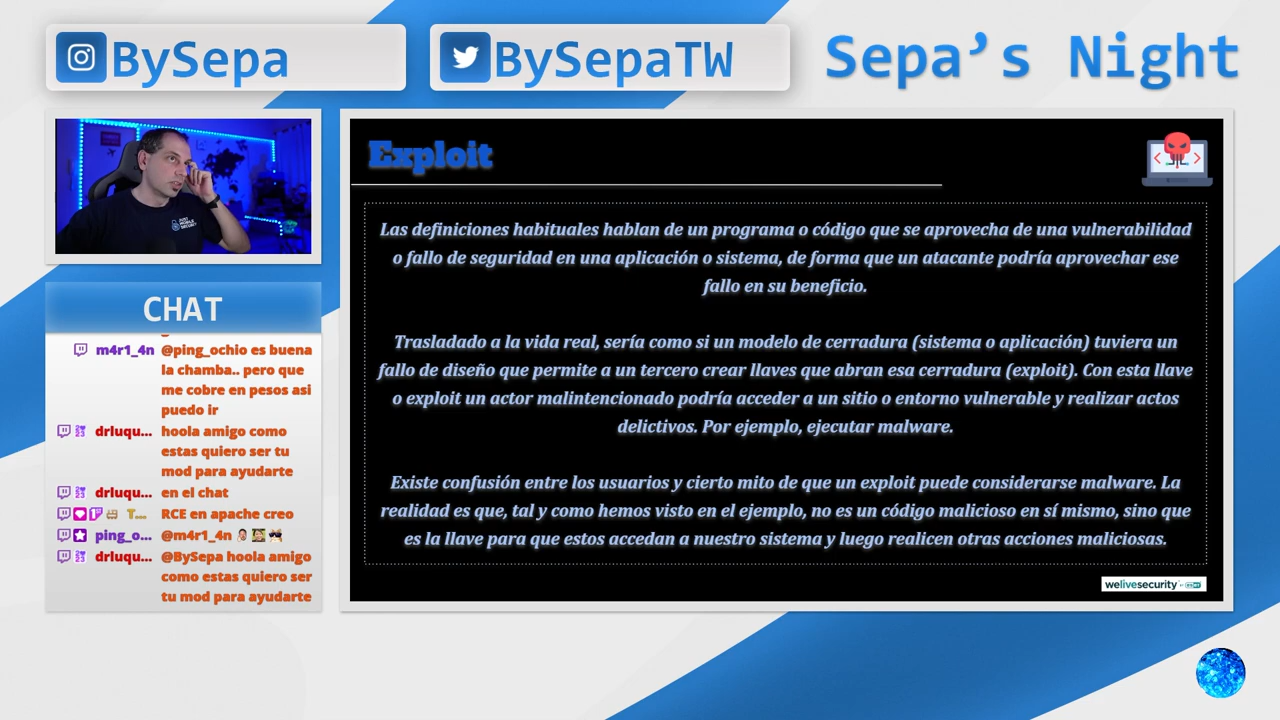 BySepa
BySepaTW
Sepa’s Night
Exploit
Las definiciones habituales hablan de un programa o código que se aprovecha de una vulnerabilidad
o fallo de seguridad en una aplicación o sistema, de forma que un atacante podría aprovechar ese
fallo en su beneficio.
Trasladado a la vida real, sería como si un modelo de cerradura (sistema o aplicación) tuviera un
fallo de diseño que permite a un tercero crear llaves que abran esa cerradura (exploit). Con esta llave
o exploit un actor malintencionado podría acceder a un sitio o entorno vulnerable y realizar actos
delictivos. Por ejemplo, ejecutar malware.
Existe confusión entre los usuarios y cierto mito de que un exploit puede considerarse malware. La
realidad es que, tal y como hemos visto en el ejemplo, no es un código malicioso en sí mismo, sino que
es la llave para que estos accedan a nuestro sistema y luego realicen otras acciones maliciosas.
welivesecurity
CHAT
m4r1_4n @ping_ochio es buena
la chamba.. pero que
me cobre en pesos asi
puedo ir
drluqu... hoola amigo como
estas quiero ser tu
mod para ayudarte
drluqu... en el chat
T... RCE en apache creo
ping_o... @m4r1_4n
drluqu... @BySepa hoola amigo
como estas quiero ser
tu mod para ayudarte